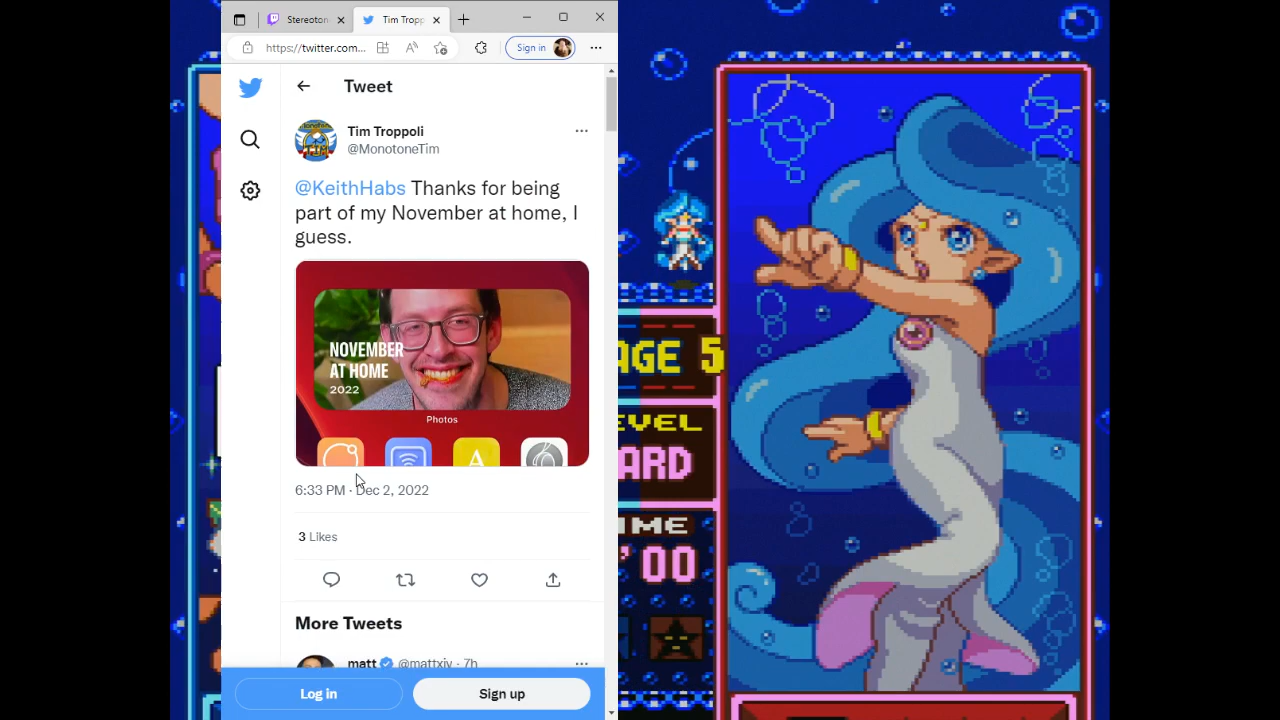 Stereoton
Tim Tropp
https://twitter.com...
Sign in
Tweet
Tim Troppoli
@MonotoneTim
@KeithHabs Thanks for being
part of my November at home, I
guess.
NOVEMBER
AT HOME
2022
Photos
A
6:33 PM · Dec 2, 2022
3 Likes
More Tweets
matt @mattxiv · 7h
Log in
Sign up
AGE 5
EVEL
ARD
IME
'00